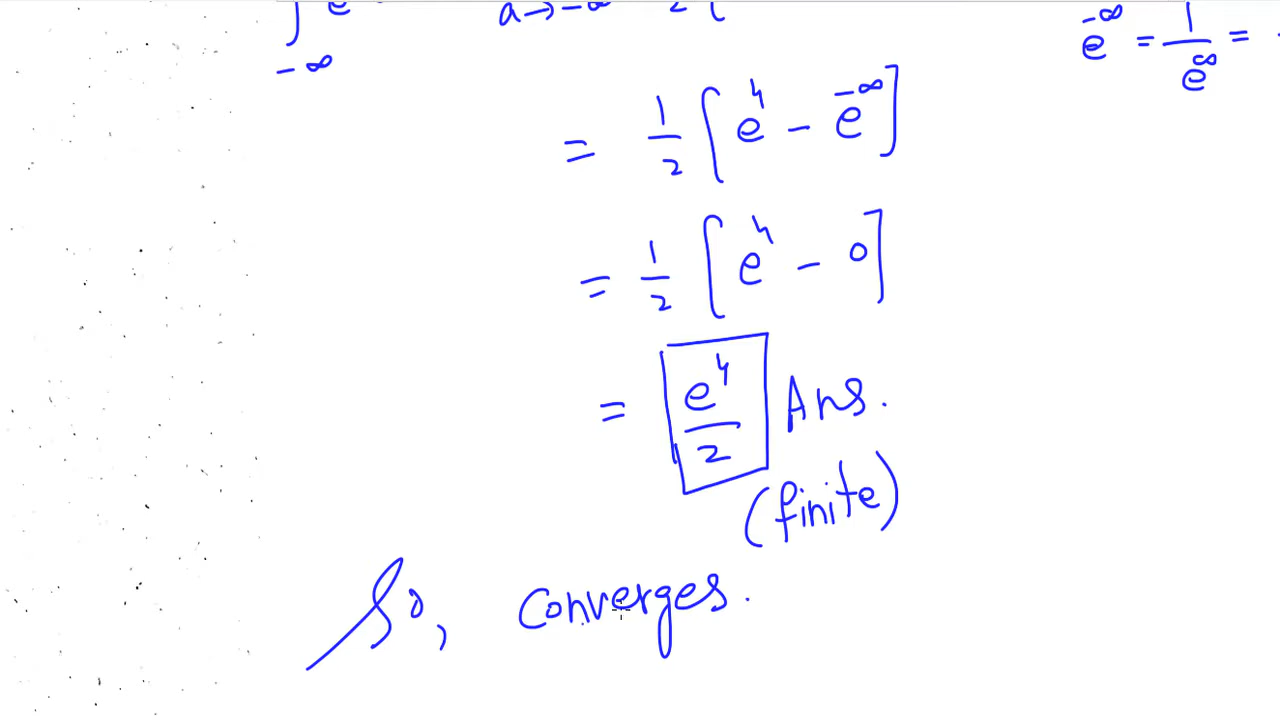 ∫ e
-∞
a → -∞
e^{-∞} = 1/e^{∞} =
= 1/2 [e^4 - e^{-∞}]
= 1/2 [e^4 - 0]
= e^4/2 Ans.
(finite)
So, Converges.